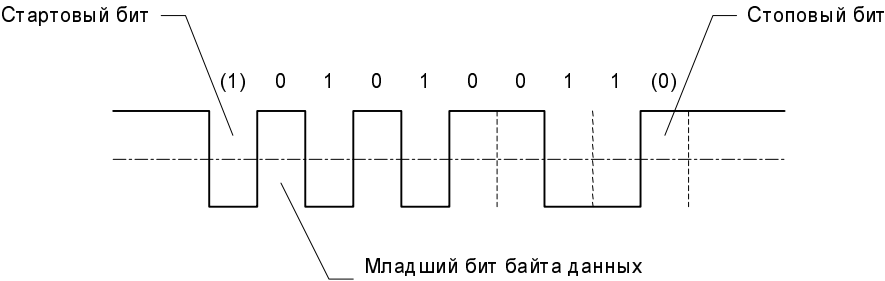 Стартовый бит
Стоповый бит
(1) 0 1 0 1 0 0 1 1 (0)
Младший бит байта данных